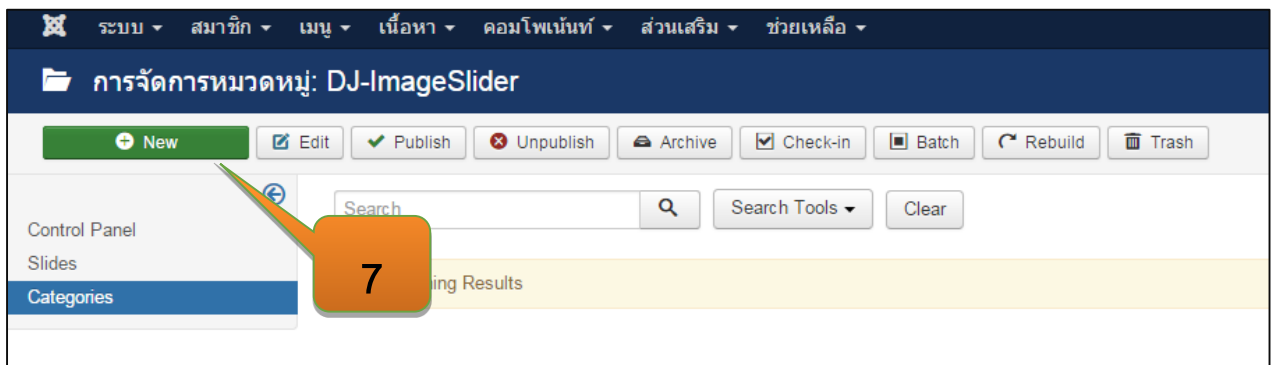 ระบบ สมาชิก เมนู เนื้อหา คอมโพเน้นท์ ส่วนเสริม ช่วยเหลือ
การจัดการหมวดหมู่: DJ-ImageSlider
New Edit Publish Unpublish Archive Check-in Batch Rebuild Trash
Search Search Tools Clear
Control Panel
Slides
Categories
7
Results